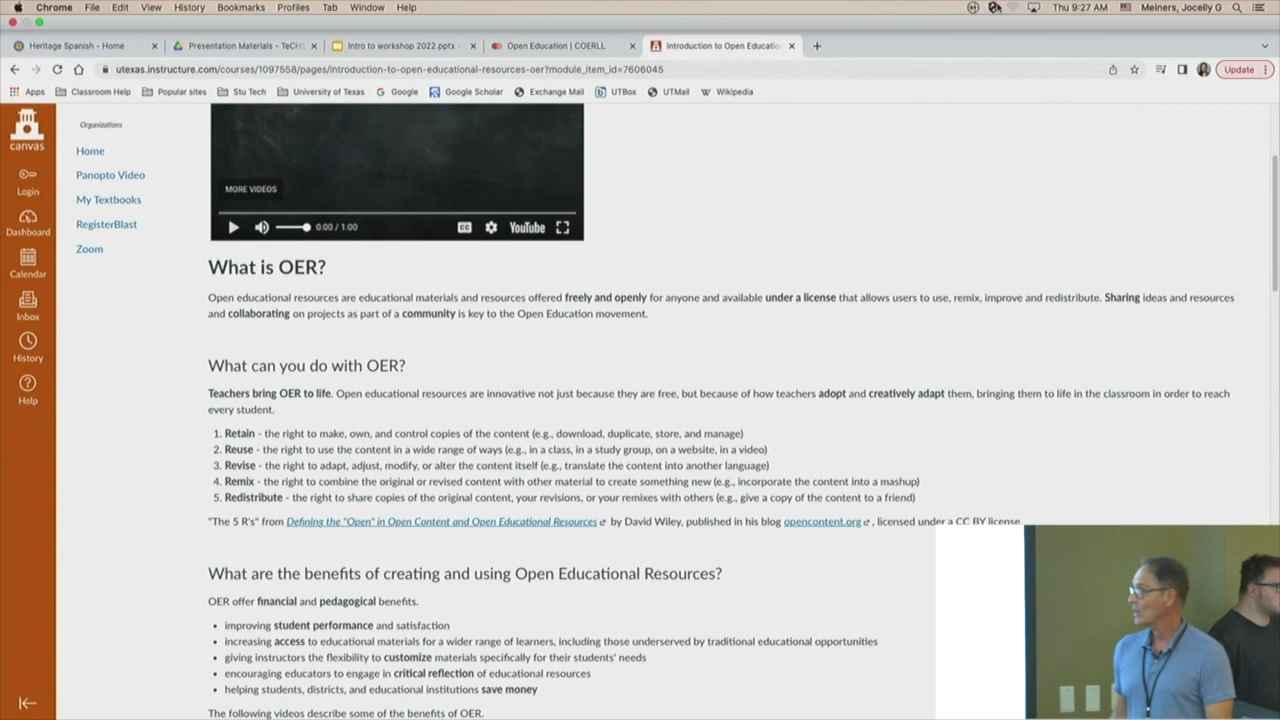 Chrome File Edit View History Bookmarks Profiles Tab Window Help Thu 9:27 AM Meiners, Jocelly G
Heritage Spanish - Home Presentation Materials - TeCH Intro to workshop 2022.pptx - Open Education | COERLL Introduction to Open Educatio
utexas.instructure.com/courses/1097558/pages/introduction-to-open-educational-resources-oer?module_item_id=7606045 Update
Apps Classroom Help Popular sites Stu Tech University of Texas Google Google Scholar Exchange Mail UTBox UTMail Wikipedia
canvas
Login
Dashboard
Calendar
Inbox
History
Help
Organizations
Home
Panopto Video
My Textbooks
RegisterBlast
Zoom
MORE VIDEOS
0:00 / 1:00 CC YouTube
What is OER?
Open educational resources are educational materials and resources offered freely and openly for anyone and available under a license that allows users to use, remix, improve and redistribute. Sharing ideas and resources
and collaborating on projects as part of a community is key to the Open Education movement.
What can you do with OER?
Teachers bring OER to life. Open educational resources are innovative not just because they are free, but because of how teachers adopt and creatively adapt them, bringing them to life in the classroom in order to reach
every student.
1. Retain - the right to make, own, and control copies of the content (e.g., download, duplicate, store, and manage)
2. Reuse - the right to use the content in a wide range of ways (e.g., in a class, in a study group, on a website, in a video)
3. Revise - the right to adapt, adjust, modify, or alter the content itself (e.g., translate the content into another language)
4. Remix - the right to combine the original or revised content with other material to create something new (e.g., incorporate the content into a mashup)
5. Redistribute - the right to share copies of the original content, your revisions, or your remixes with others (e.g., give a copy of the content to a friend)
"The 5 R's" from Defining the "Open" in Open Content and Open Educational Resources by David Wiley, published in his blog opencontent.org , licensed under a CC BY license.
What are the benefits of creating and using Open Educational Resources?
OER offer financial and pedagogical benefits.
• improving student performance and satisfaction
• increasing access to educational materials for a wider range of learners, including those underserved by traditional educational opportunities
• giving instructors the flexibility to customize materials specifically for their students' needs
• encouraging educators to engage in critical reflection of educational resources
• helping students, districts, and educational institutions save money
The following videos describe some of the benefits of OER.